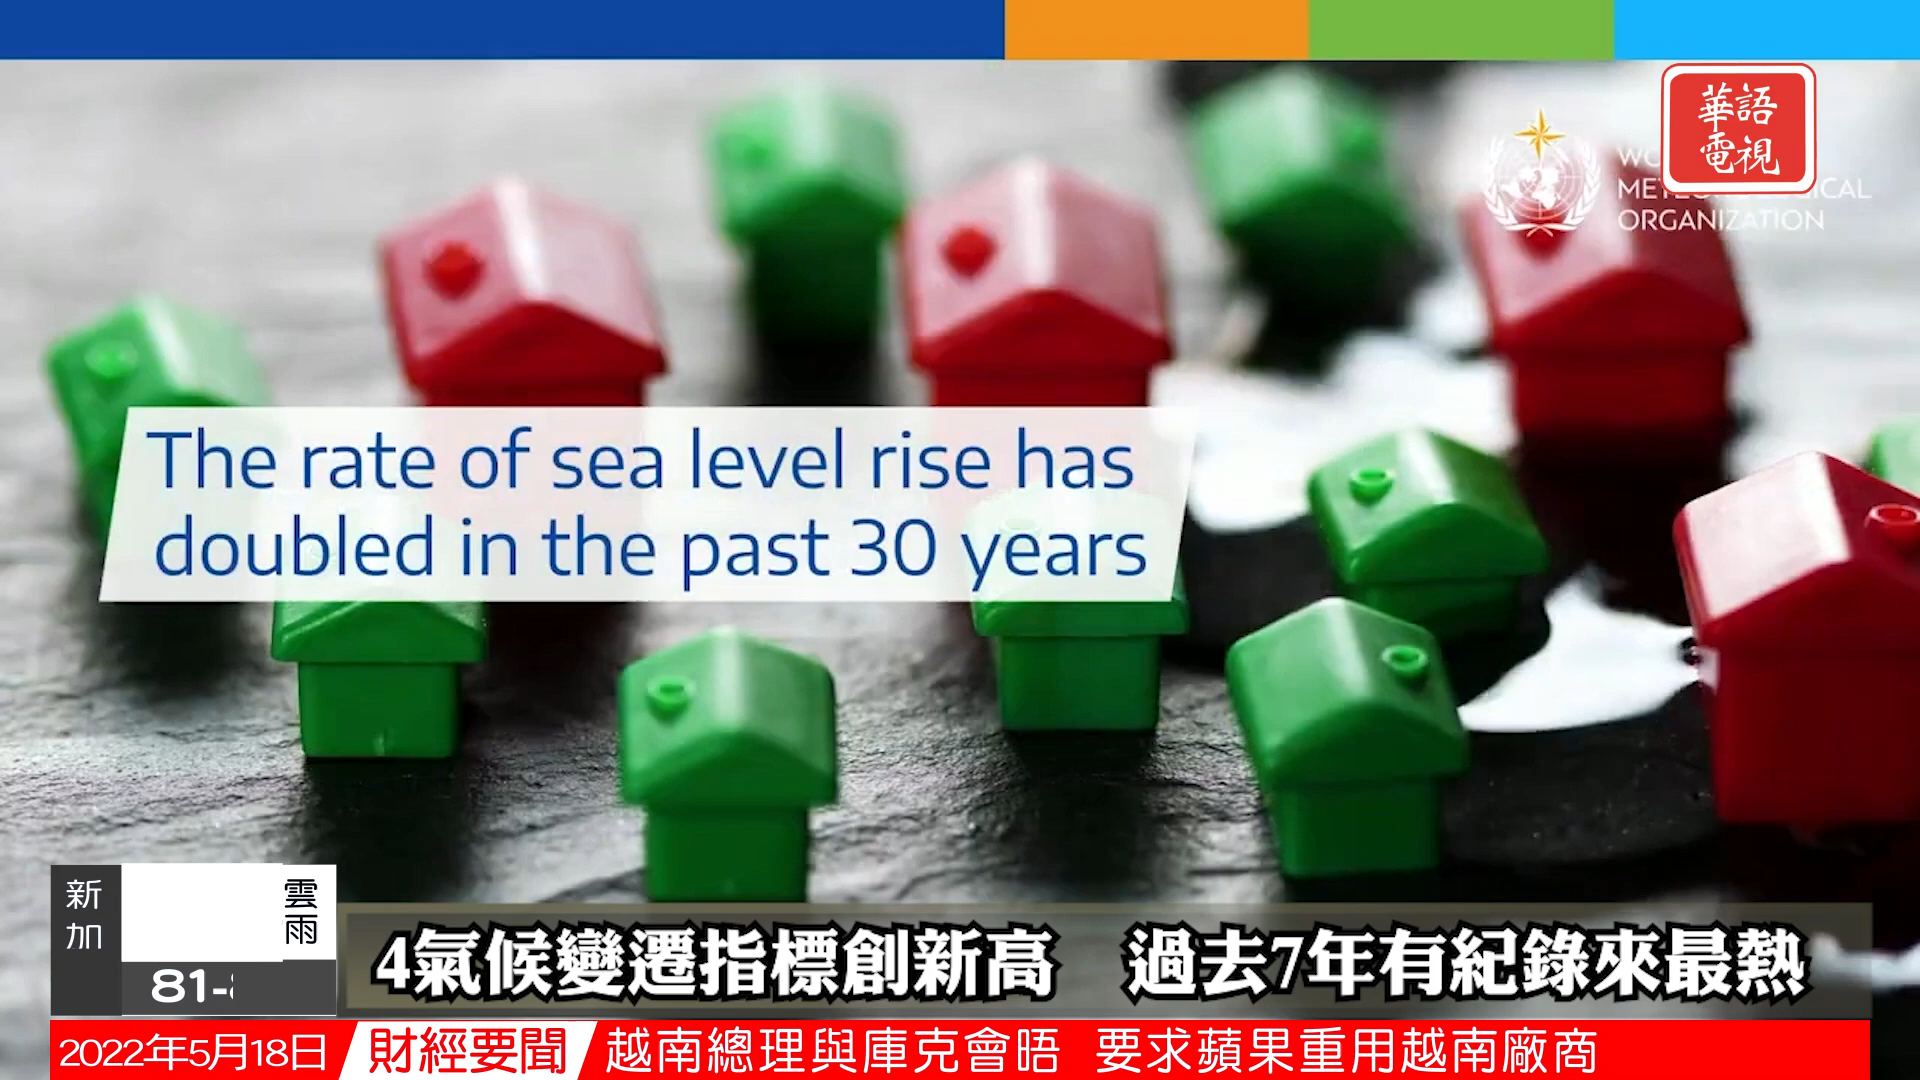 華語
電視
METEOROLOGICAL
ORGANIZATION
The rate of sea level rise has
doubled in the past 30 years
新
加
雲
雨
81-
4氣候變遷指標創新高 過去7年有紀錄來最熱
2022年5月18日 財經要聞 越南總理與庫克會晤 要求蘋果重用越南廠商